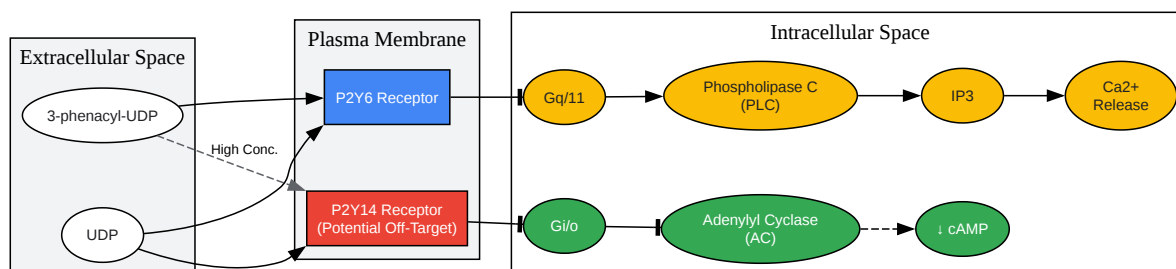 Extracellular Space
3-phenacyl-UDP
UDP
High Conc.
Plasma Membrane
P2Y6 Receptor
P2Y14 Receptor
(Potential Off-Target)
Intracellular Space
Gq/11
Phospholipase C
(PLC)
IP3
Ca2+
Release
Gi/o
Adenylyl Cyclase
(AC)
↓ cAMP